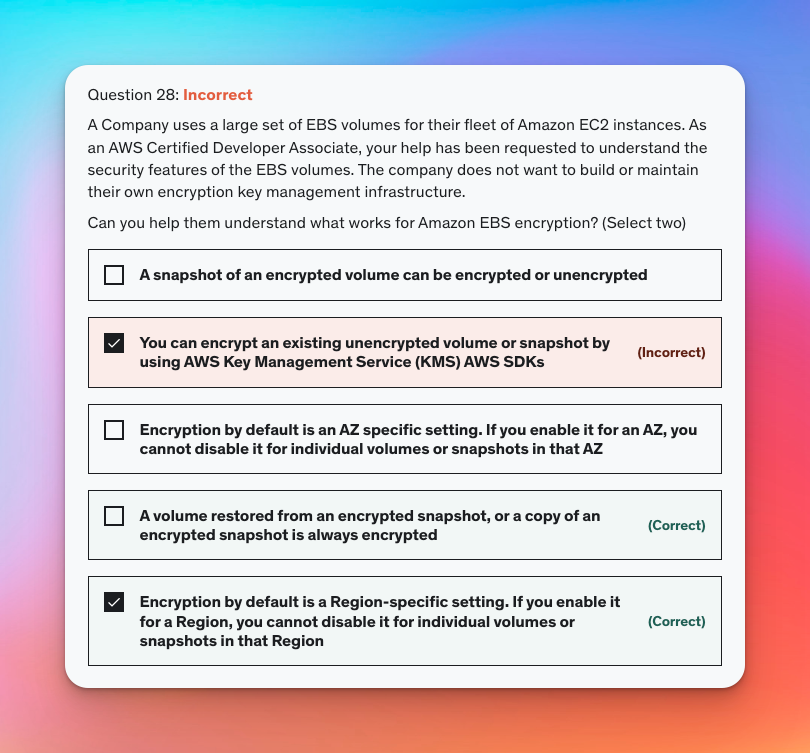 Question 28: Incorrect
A Company uses a large set of EBS volumes for their fleet of Amazon EC2 instances. As
an AWS Certified Developer Associate, your help has been requested to understand the
security features of the EBS volumes. The company does not want to build or maintain
their own encryption key management infrastructure.
Can you help them understand what works for Amazon EBS encryption? (Select two)
A snapshot of an encrypted volume can be encrypted or unencrypted
You can encrypt an existing unencrypted volume or snapshot by
using AWS Key Management Service (KMS) AWS SDKs
(Incorrect)
Encryption by default is an AZ specific setting. If you enable it for an AZ, you
cannot disable it for individual volumes or snapshots in that AZ
A volume restored from an encrypted snapshot, or a copy of an
encrypted snapshot is always encrypted
(Correct)
Encryption by default is a Region-specific setting. If you enable it
for a Region, you cannot disable it for individual volumes or
snapshots in that Region
(Correct)